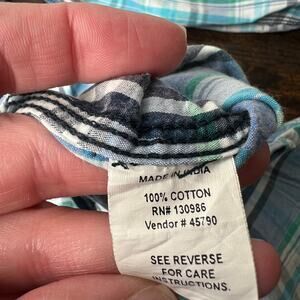 MADE IN INDIA
100% COTTON
RN# 130986
Vendor# 45790
SEE REVERSE
FOR CARE
INSTRUCTIONS.